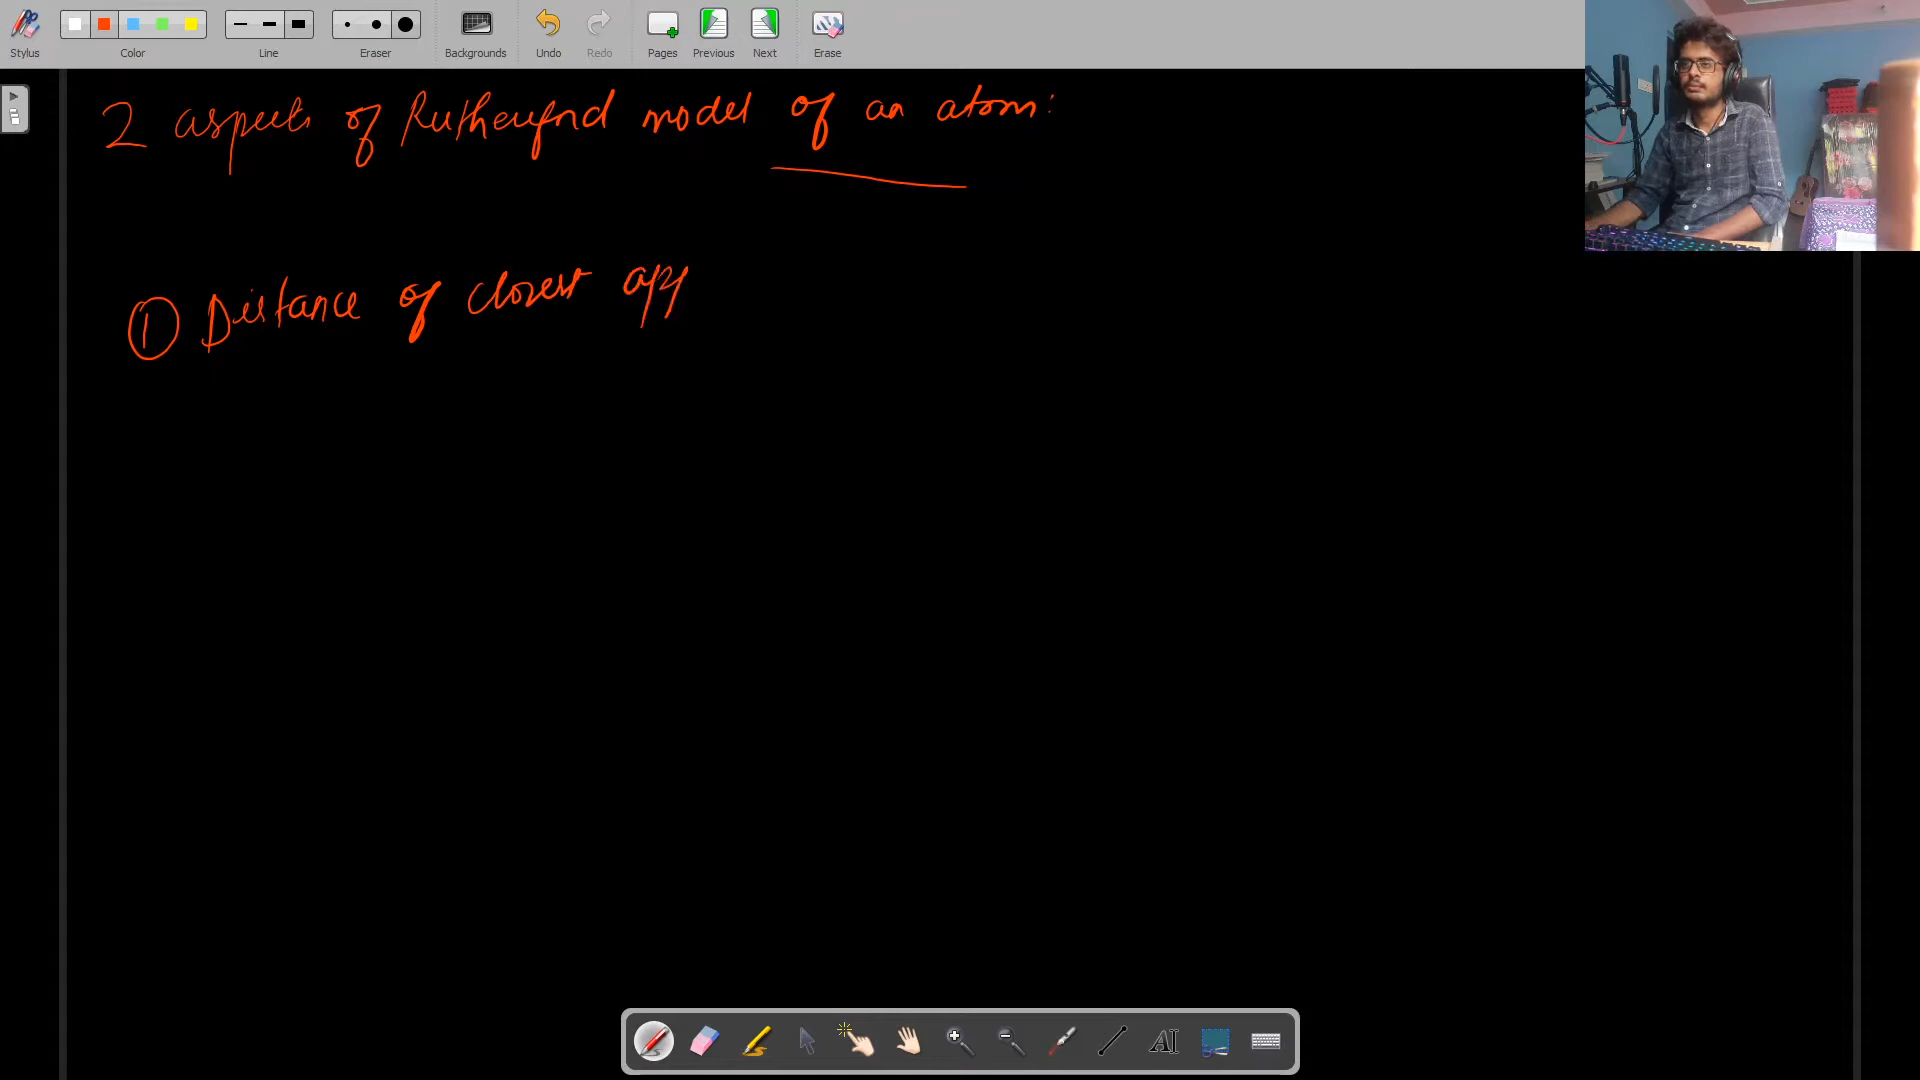 Stylus Color Line Eraser Backgrounds Undo Redo Pages Previous Next Erase
2 aspects of Rutherford model of an atom:
① Distance of closest app